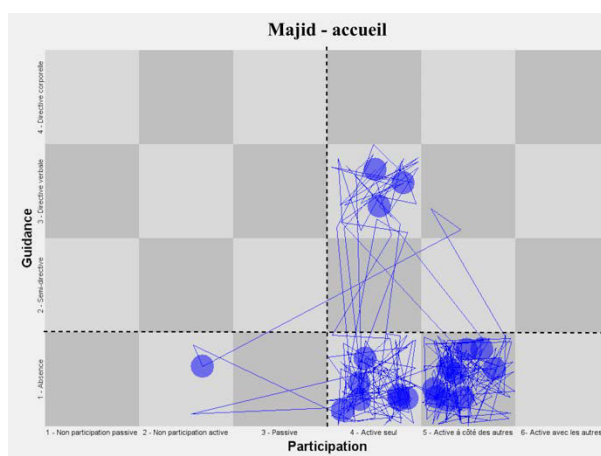 Majid - accueil
Guidance
4 - Directive corporelle
3 - Directive verbale
2 - Semi-directive
1 - Absence
1 - Non participation passive
2 - Non participation active
3 - Passive
4 - Active seul
5 - Active à côté des autres
6- Active avec les autres
Participation